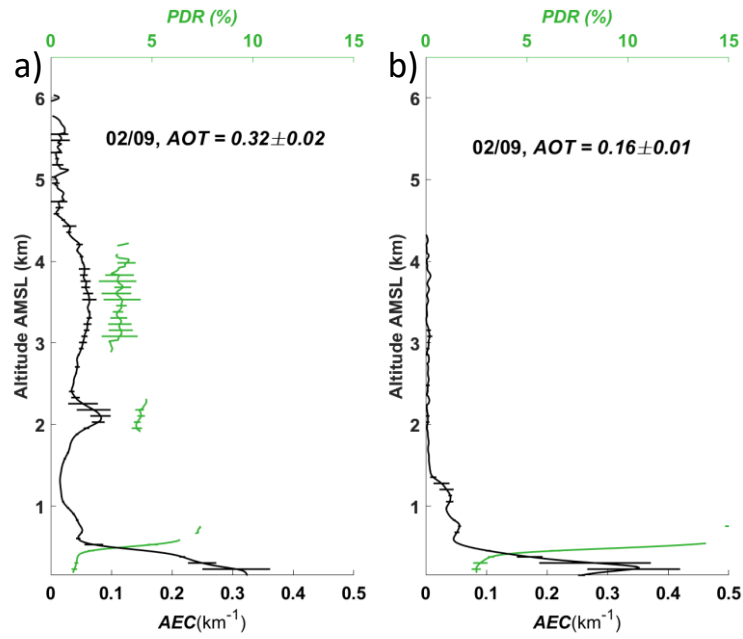 PDR (%)
0 5 10 15
a)
6
5
4
3
2
1
Altitude AMSL (km)
02/09, AOT = 0.32±0.02
0 0.1 0.2 0.3 0.4 0.5
AEC(km⁻¹)
PDR (%)
0 5 10 15
b)
6
5
4
3
2
1
Altitude AMSL (km)
02/09, AOT = 0.16±0.01
0 0.1 0.2 0.3 0.4 0.5
AEC(km⁻¹)